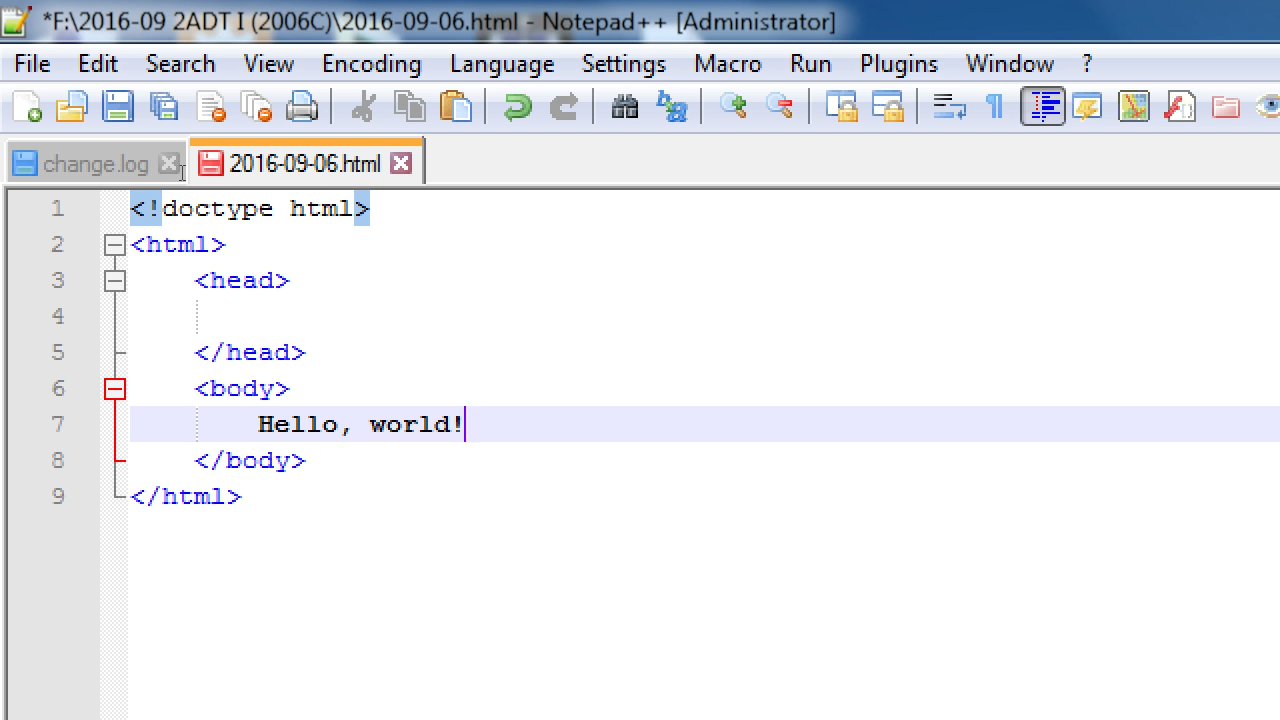 *F:\2016-09 2ADT I (2006C)\2016-09-06.html - Notepad++ [Administrator]
File Edit Search View Encoding Language Settings Macro Run Plugins Window ?
change.log 2016-09-06.html
1 <!doctype html>
2 <html>
3 <head>
4
5 </head>
6 <body>
7 Hello, world!
8 </body>
9 </html>